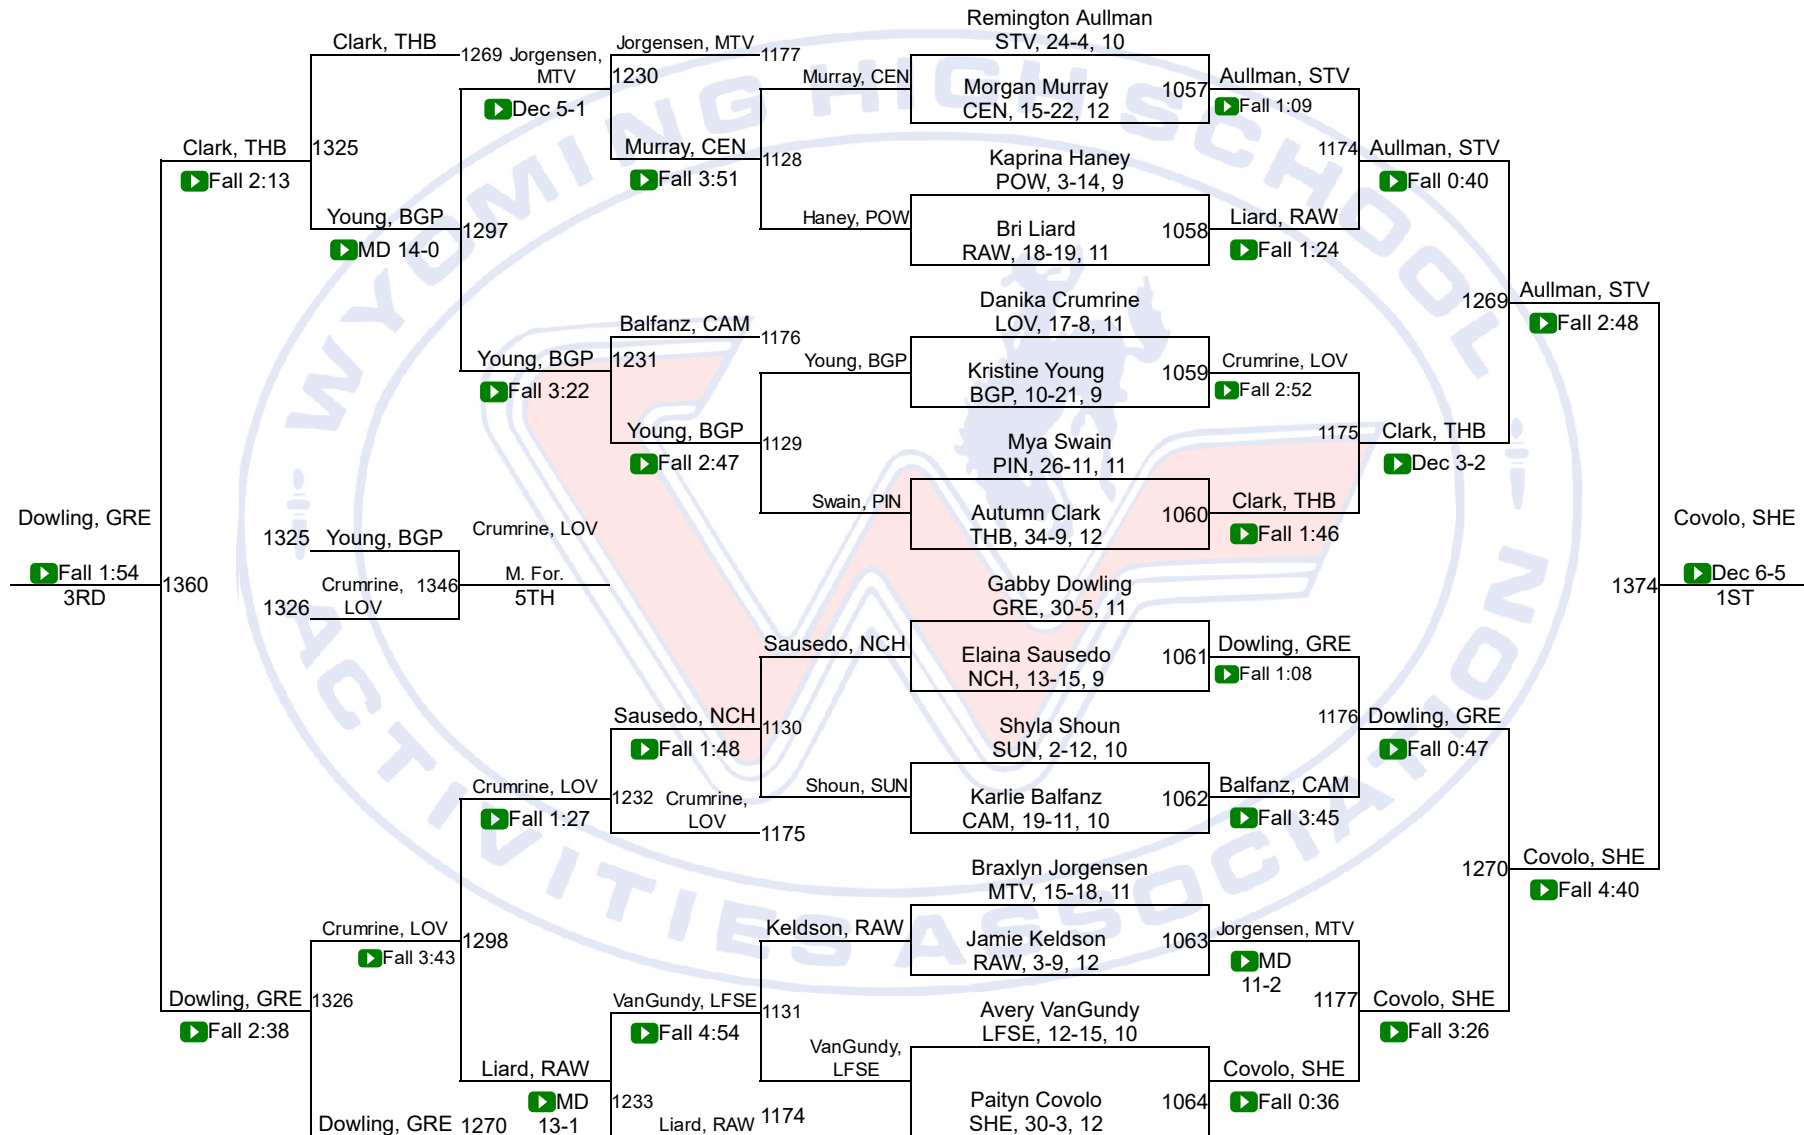 Remington Aullman
STV, 24-4, 10
Clark, THB
1269
Jorgensen,
MTV
Jorgensen, MTV
1177
1230
Murray, CEN
Morgan Murray
CEN, 15-22, 12
1057
Aullman, STV
Fall 1:09
Dec 5-1
Clark, THB
1325
Fall 2:13
Murray, CEN
1128
Fall 3:51
Kaprina Haney
POW, 3-14, 9
1174
Aullman, STV
Fall 0:40
Young, BGP
1297
MD 14-0
Haney, POW
Bri Liard
RAW, 18-19, 11
1058
Liard, RAW
Fall 1:24
Danika Crumrine
LOV, 17-8, 11
1269
Aullman, STV
Fall 2:48
Balfanz, CAM
1176
Young, BGP
1231
Fall 3:22
Young, BGP
Kristine Young
BGP, 10-21, 9
1059
Crumrine, LOV
Fall 2:52
Young, BGP
1129
Fall 2:47
Mya Swain
PIN, 26-11, 11
1175
Clark, THB
Dec 3-2
Swain, PIN
Autumn Clark
THB, 34-9, 12
1060
Clark, THB
Fall 1:46
Dowling, GRE
Fall 1:54
3RD
1360
1325
Young, BGP
Crumrine, LOV
Crumrine,
LOV
1346
1326
M. For.
5TH
Covolo, SHE
1374
Dec 6-5
1ST
Gabby Dowling
GRE, 30-5, 11
Sausedo, NCH
Elaina Sausedo
NCH, 13-15, 9
1061
Dowling, GRE
Fall 1:08
Sausedo, NCH
1130
Fall 1:48
Shyla Shoun
SUN, 2-12, 10
1176
Dowling, GRE
Fall 0:47
Crumrine, LOV
1232
Fall 1:27
Crumrine,
LOV
1175
Shoun, SUN
Karlie Balfanz
CAM, 19-11, 10
1062
Balfanz, CAM
Fall 3:45
Braxlyn Jorgensen
MTV, 15-18, 11
1270
Covolo, SHE
Fall 4:40
Crumrine, LOV
1298
Fall 3:43
Keldson, RAW
Jamie Keldson
RAW, 3-9, 12
1063
Jorgensen, MTV
MD
11-2
Dowling, GRE
1326
Fall 2:38
VanGundy, LFSE
1131
Fall 4:54
Avery VanGundy
LFSE, 12-15, 10
1177
Covolo, SHE
Fall 3:26
VanGundy,
LFSE
Liard, RAW
1233
MD
13-1
Paityn Covolo
SHE, 30-3, 12
1064
Covolo, SHE
Fall 0:36
Dowling, GRE
1270
Liard, RAW
1174
WYOMING HIGH SCHOOL
ACTIVITIES ASSOCIATION